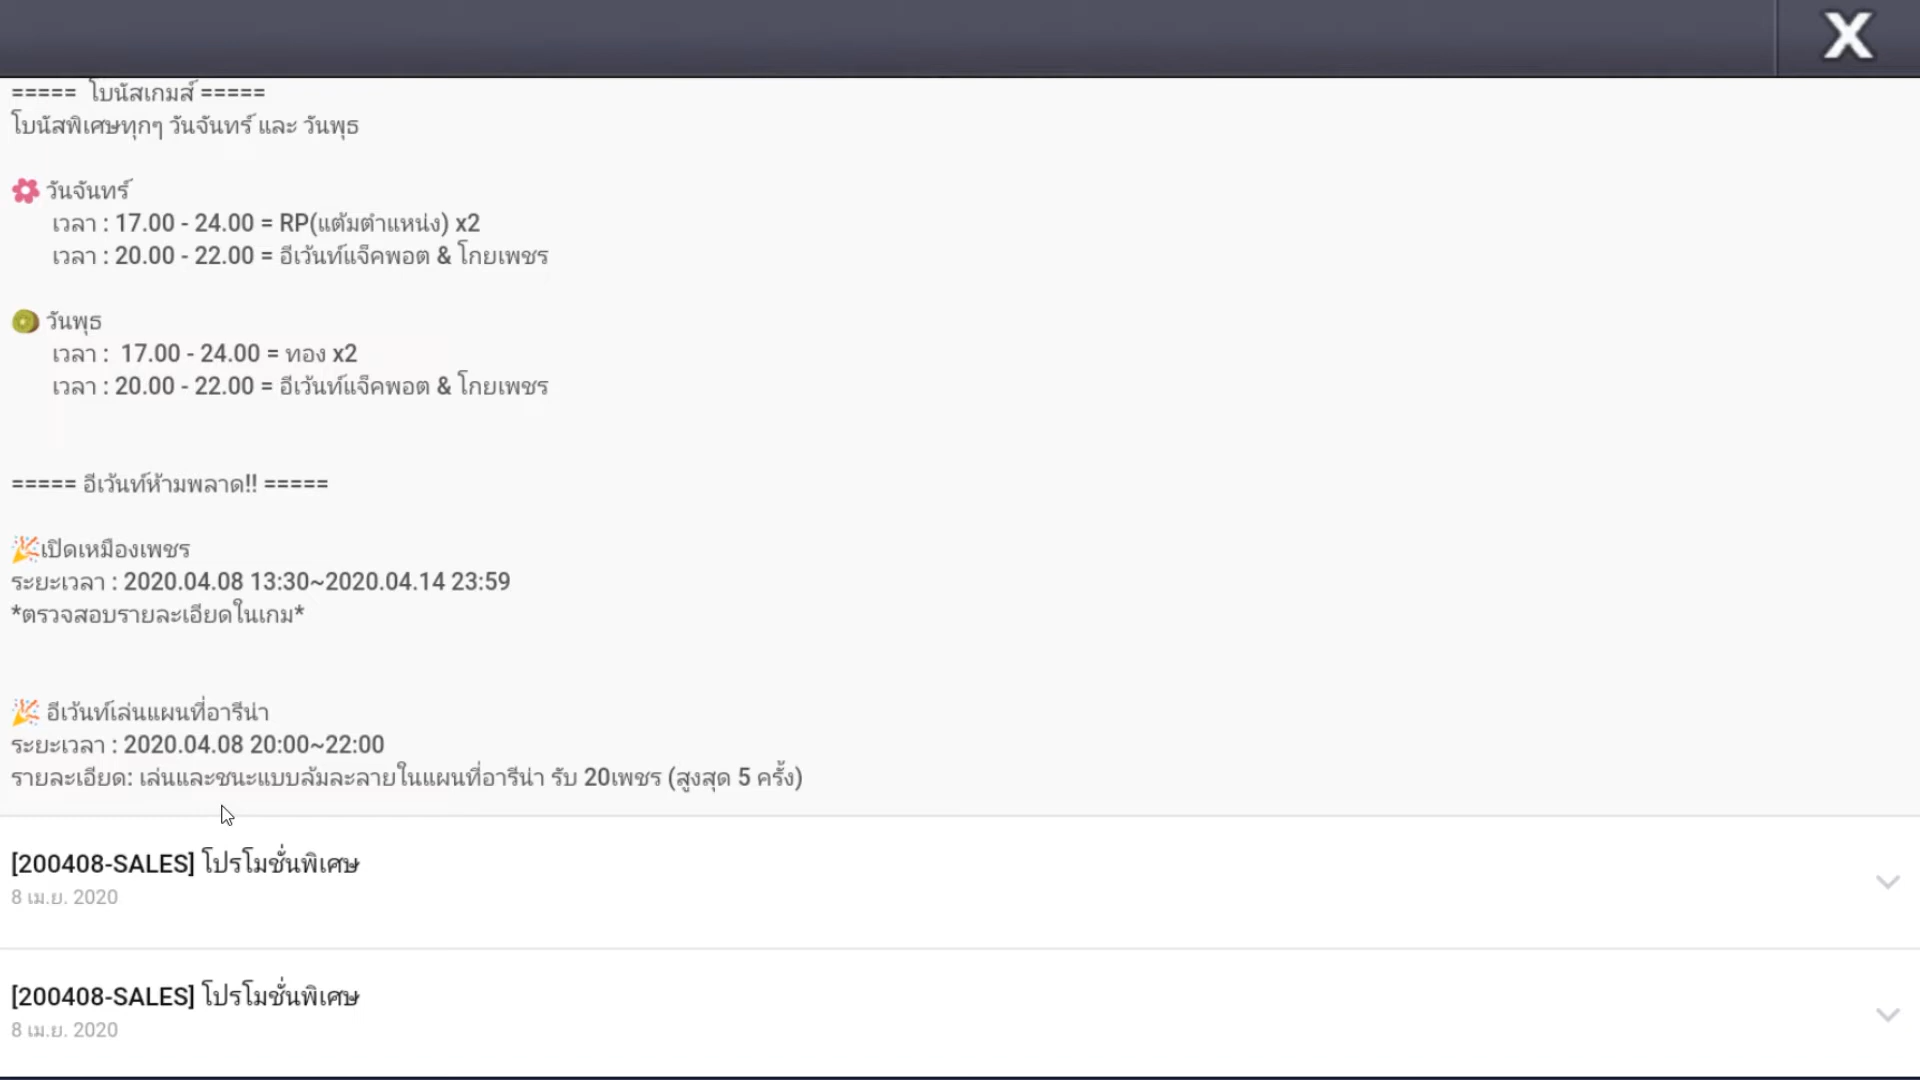 X
===== โบนัสเกมส์ =====
โบนัสพิเศษทุกๆ วันจันทร์ และ วันพุธ
วันจันทร์
เวลา : 17.00 - 24.00 = RP(แต้มตำแหน่ง) x2
เวลา : 20.00 - 22.00 = อีเว้นท์แจ็คพอต & โกยเพชร
วันพุธ
เวลา : 17.00 - 24.00 = ทอง x2
เวลา : 20.00 - 22.00 = อีเว้นท์แจ็คพอต & โกยเพชร
===== อีเว้นท์ห้ามพลาด!! =====
เปิดเหมืองเพชร
ระยะเวลา : 2020.04.08 13:30~2020.04.14 23:59
*ตรวจสอบรายละเอียดในเกม*
อีเว้นท์เล่นแผนที่อารีน่า
ระยะเวลา : 2020.04.08 20:00~22:00
รายละเอียด: เล่นและชนะแบบล้มละลายในแผนที่อารีน่า รับ 20เพชร (สูงสุด 5 ครั้ง)
[200408-SALES] โปรโมชั่นพิเศษ
8 เม.ย. 2020
[200408-SALES] โปรโมชั่นพิเศษ
8 เม.ย. 2020